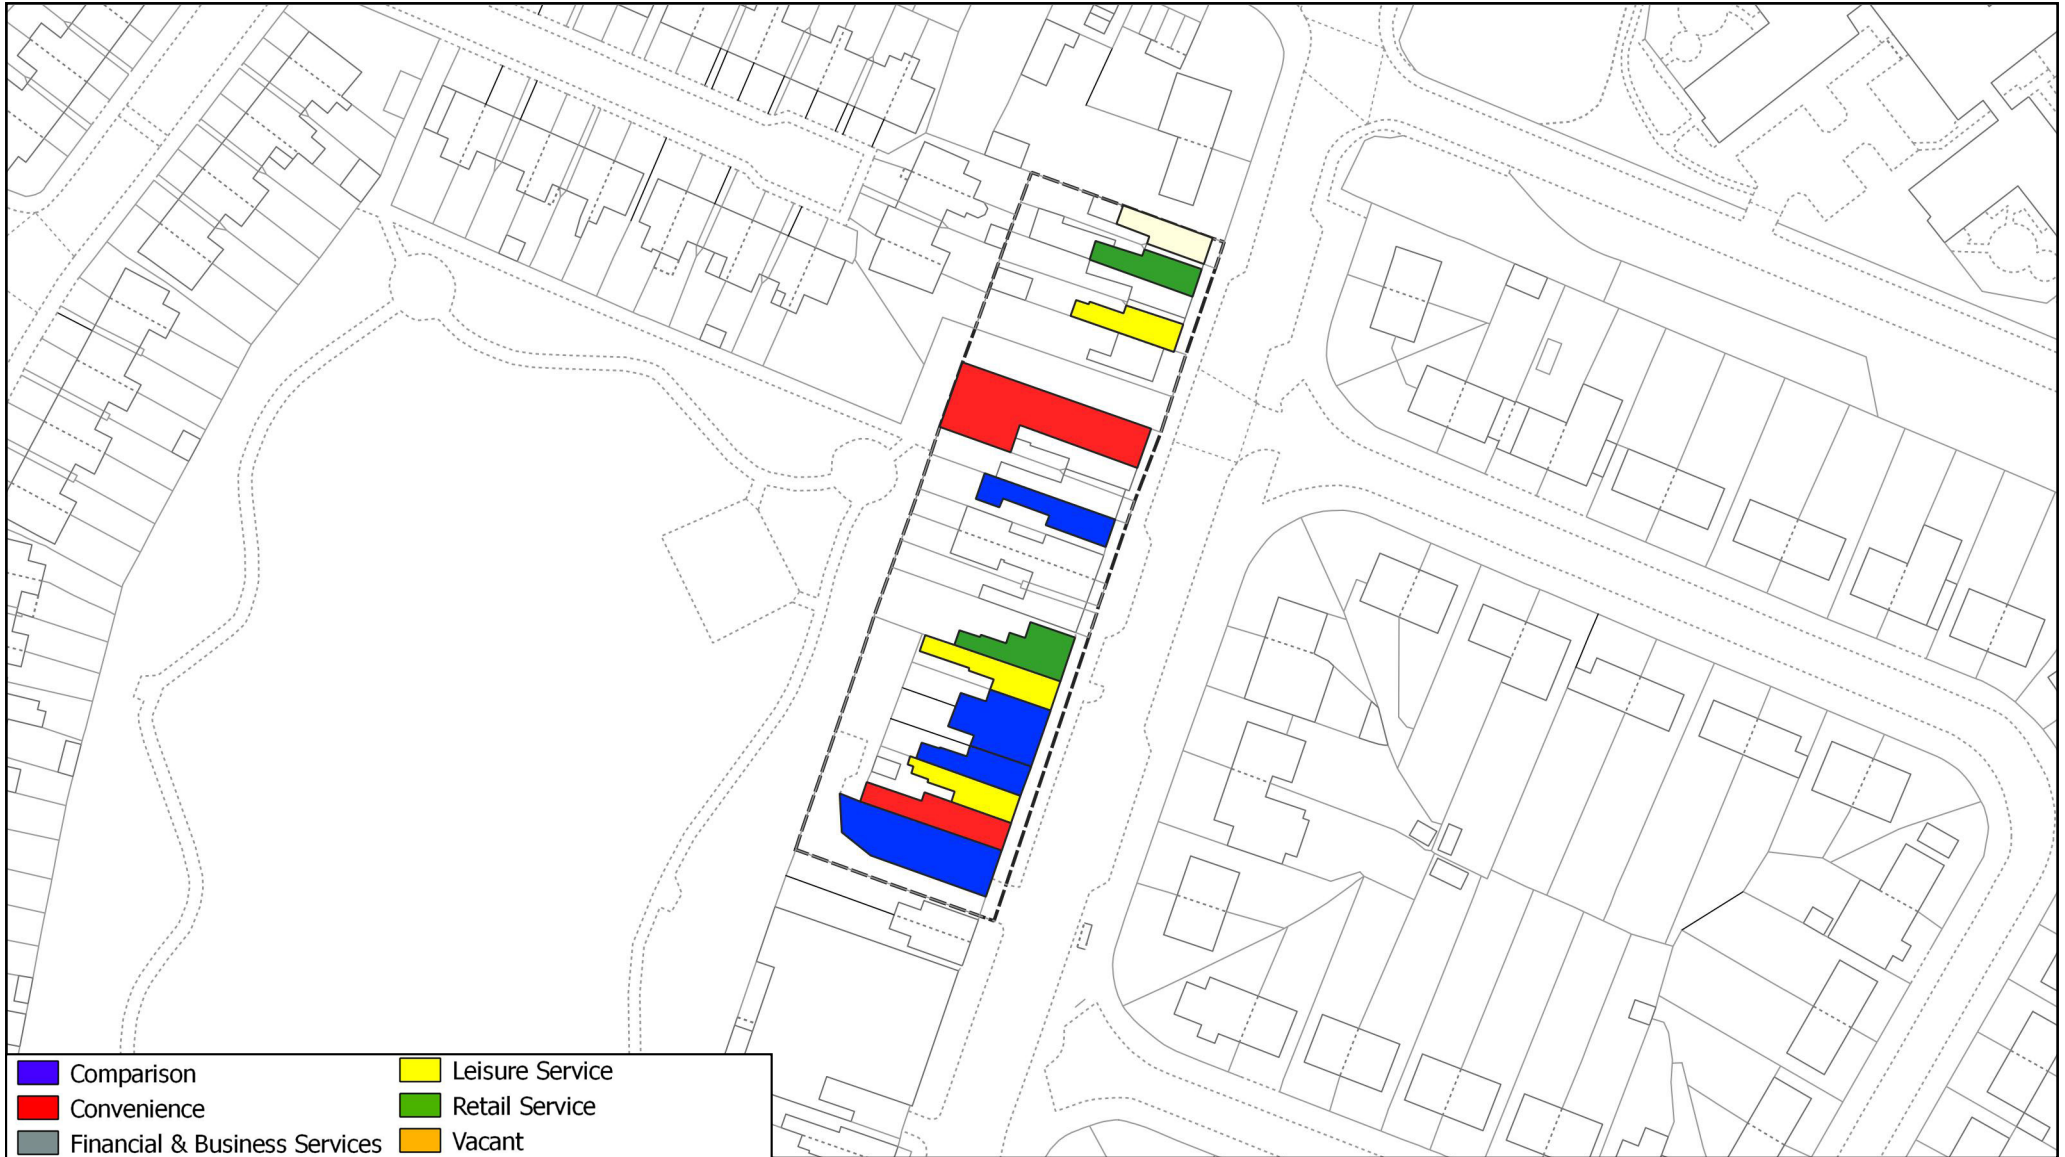 Comparison
Convenience
Financial & Business Services
Leisure Service
Retail Service
Vacant